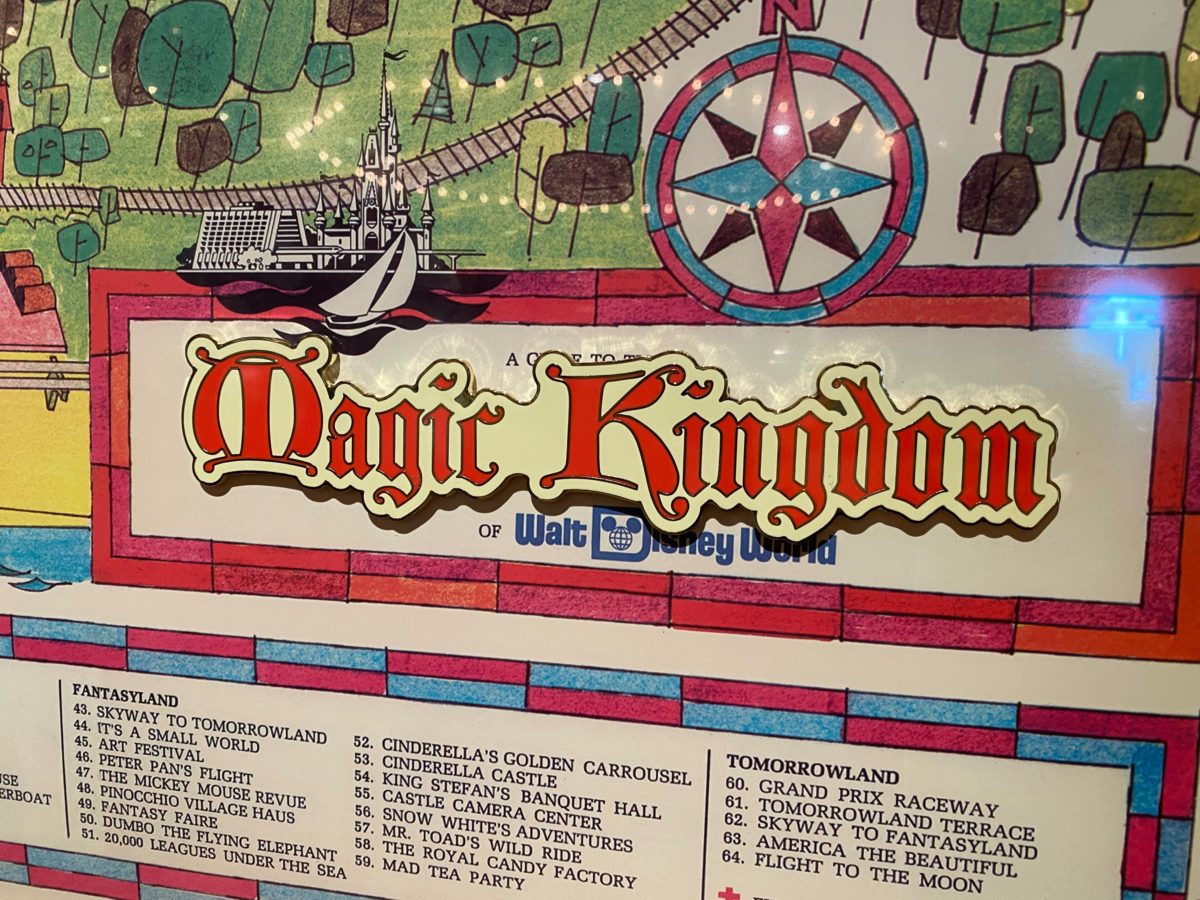 N
A
TO
Magic Kingdom
OF Walt Disney World
FANTASYLAND
43. SKYWAY TO TOMORROWLAND
44. IT'S A SMALL WORLD
45. ART FESTIVAL
46. PETER PAN'S FLIGHT
47. THE MICKEY MOUSE REVUE
48. PINOCCHIO VILLAGE HAUS
49. FANTASY FAIRE
50. DUMBO THE FLYING ELEPHANT
51. 20,000 LEAGUES UNDER THE SEA
52. CINDERELLA'S GOLDEN CARROUSEL
53. CINDERELLA CASTLE
54. KING STEFAN'S BANQUET HALL
55. CASTLE CAMERA CENTER
56. SNOW WHITE'S ADVENTURES
57. MR. TOAD'S WILD RIDE
58. THE ROYAL CANDY FACTORY
59. MAD TEA PARTY
TOMORROWLAND
60. GRAND PRIX RACEWAY
61. TOMORROWLAND TERRACE
62. SKYWAY TO FANTASYLAND
63. AMERICA THE BEAUTIFUL
64. FLIGHT TO THE MOON